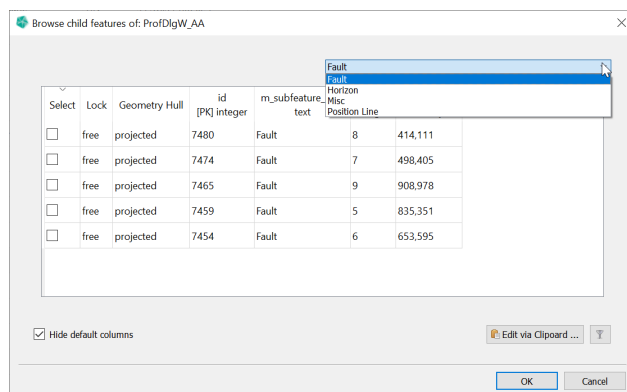 Browse child features of: ProfDlgW_AA
Fault
Fault
Horizon
Misc
Position Line
Select Lock Geometry Hull id [PK] integer m_subfeature_ text
free projected 7480 Fault 8 414,111
free projected 7474 Fault 7 498,405
free projected 7465 Fault 9 908,978
free projected 7459 Fault 5 835,351
free projected 7454 Fault 6 653,595
Hide default columns
Edit via Clipoard ...
OK Cancel